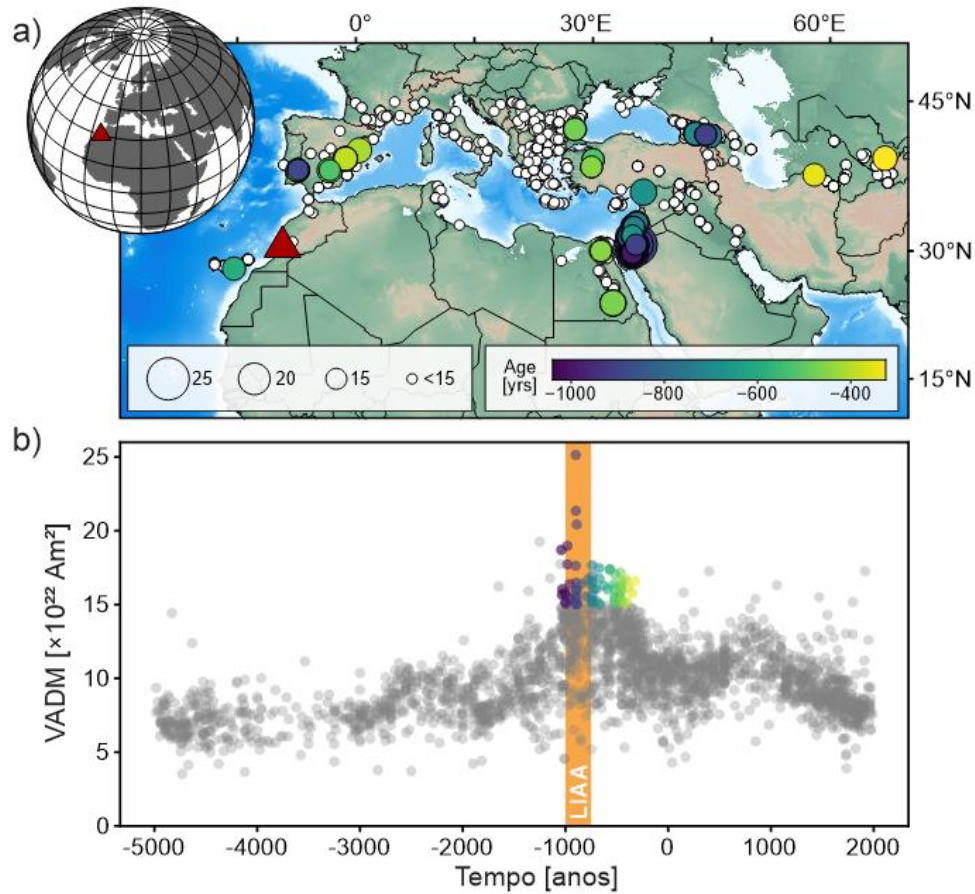 a)
0° 30°E 60°E
45°N
30°N
15°N
25 20 15 <15
Age
[yrs]
−1000 −800 −600 −400
b)
VADM [×10²² Am²]
25
20
15
10
5
0
LIAA
-5000 -4000 -3000 -2000 -1000 0 1000 2000
Tempo [anos]